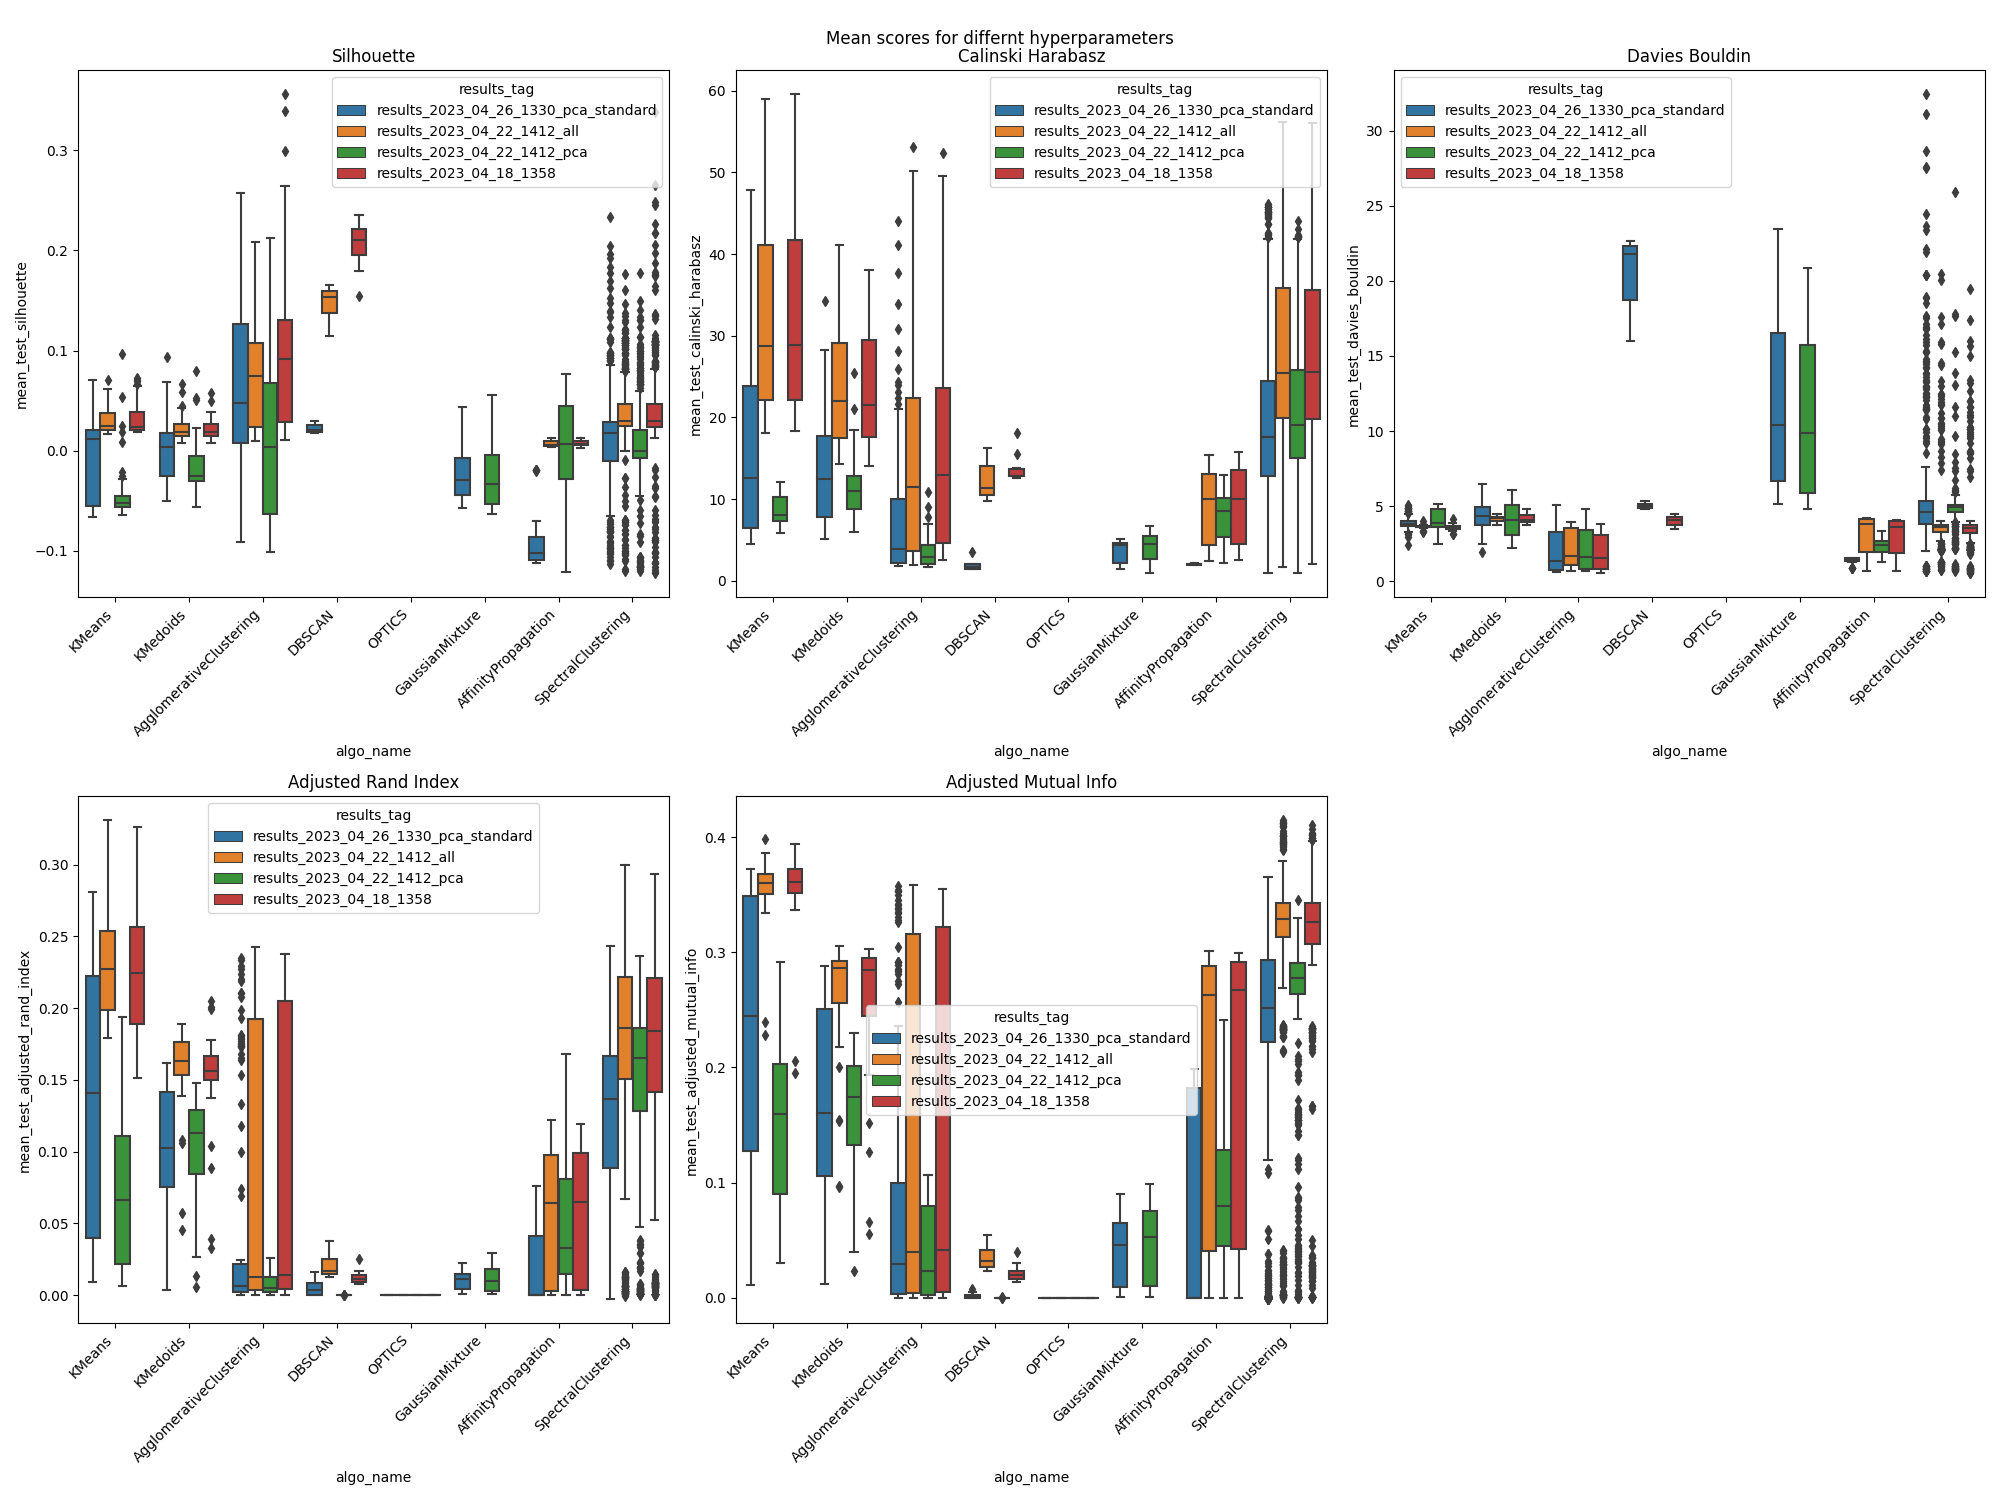 Mean scores for differnt hyperparameters
Silhouette
results_tag
results_2023_04_26_1330_pca_standard
results_2023_04_22_1412_all
results_2023_04_22_1412_pca
results_2023_04_18_1358
mean_test_silhouette
0.3
0.2
0.1
0.0
−0.1
KMeans
KMedoids
AgglomerativeClustering
DBSCAN
OPTICS
GaussianMixture
AffinityPropagation
SpectralClustering
algo_name
Calinski Harabasz
results_tag
results_2023_04_26_1330_pca_standard
results_2023_04_22_1412_all
results_2023_04_22_1412_pca
results_2023_04_18_1358
mean_test_calinski_harabasz
60
50
40
30
20
10
0
KMeans
KMedoids
AgglomerativeClustering
DBSCAN
OPTICS
GaussianMixture
AffinityPropagation
SpectralClustering
algo_name
Davies Bouldin
results_tag
results_2023_04_26_1330_pca_standard
results_2023_04_22_1412_all
results_2023_04_22_1412_pca
results_2023_04_18_1358
mean_test_davies_bouldin
30
25
20
15
10
5
0
KMeans
KMedoids
AgglomerativeClustering
DBSCAN
OPTICS
GaussianMixture
AffinityPropagation
SpectralClustering
algo_name
Adjusted Rand Index
results_tag
results_2023_04_26_1330_pca_standard
results_2023_04_22_1412_all
results_2023_04_22_1412_pca
results_2023_04_18_1358
mean_test_adjusted_rand_index
0.30
0.25
0.20
0.15
0.10
0.05
0.00
KMeans
KMedoids
AgglomerativeClustering
DBSCAN
OPTICS
GaussianMixture
AffinityPropagation
SpectralClustering
algo_name
Adjusted Mutual Info
results_tag
results_2023_04_26_1330_pca_standard
results_2023_04_22_1412_all
results_2023_04_22_1412_pca
results_2023_04_18_1358
mean_test_adjusted_mutual_info
0.4
0.3
0.2
0.1
0.0
KMeans
KMedoids
AgglomerativeClustering
DBSCAN
OPTICS
GaussianMixture
AffinityPropagation
SpectralClustering
algo_name